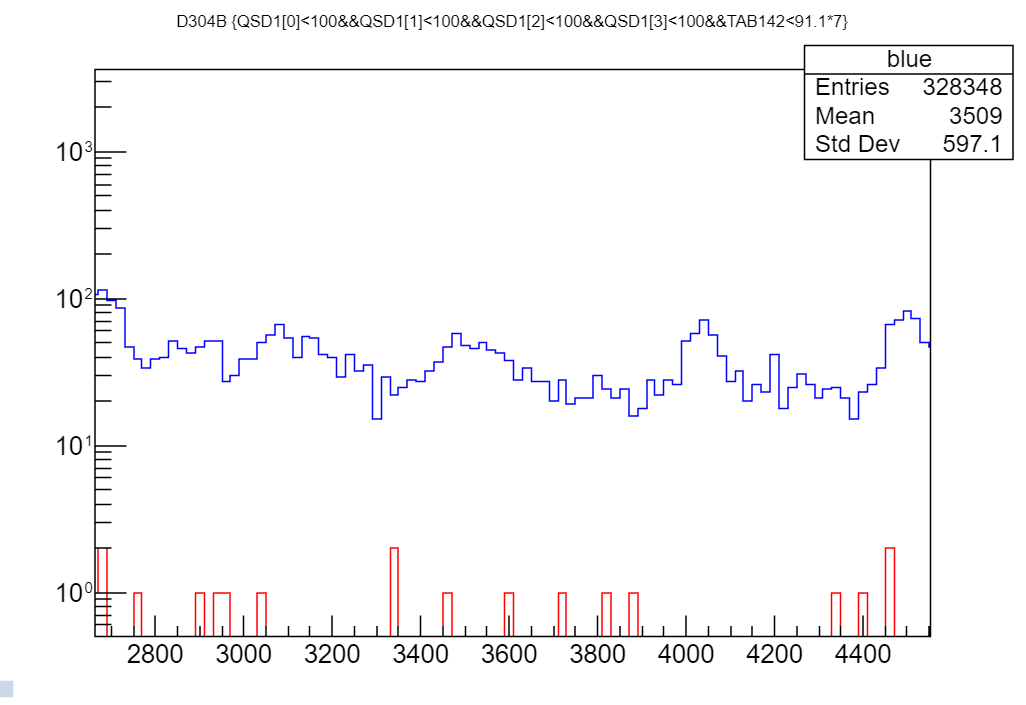 D304B {QSD1[0]<100&&QSD1[1]<100&&QSD1[2]<100&&QSD1[3]<100&&TAB142<91.1*7}
blue
Entries 328348
Mean 3509
Std Dev 597.1
10³
10²
10¹
10⁰
2800 3000 3200 3400 3600 3800 4000 4200 4400